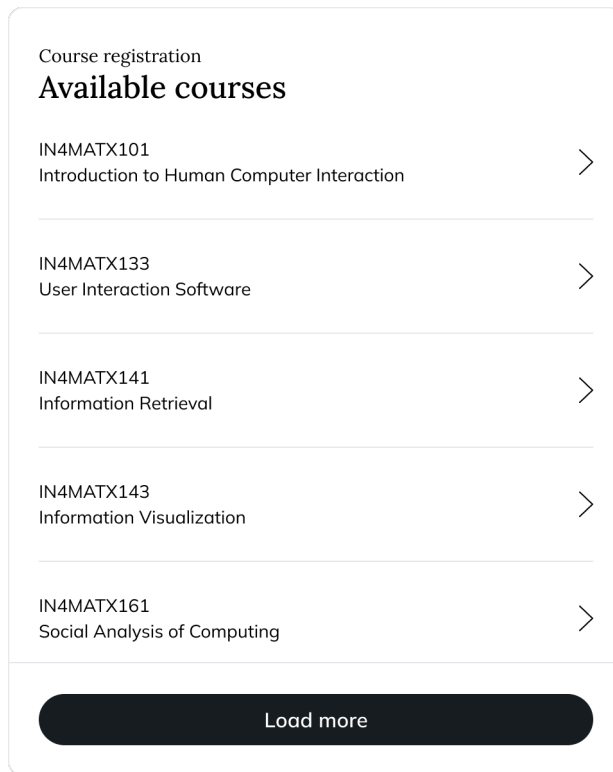 Course registration
Available courses
IN4MATX101
Introduction to Human Computer Interaction
IN4MATX133
User Interaction Software
IN4MATX141
Information Retrieval
IN4MATX143
Information Visualization
IN4MATX161
Social Analysis of Computing
Load more